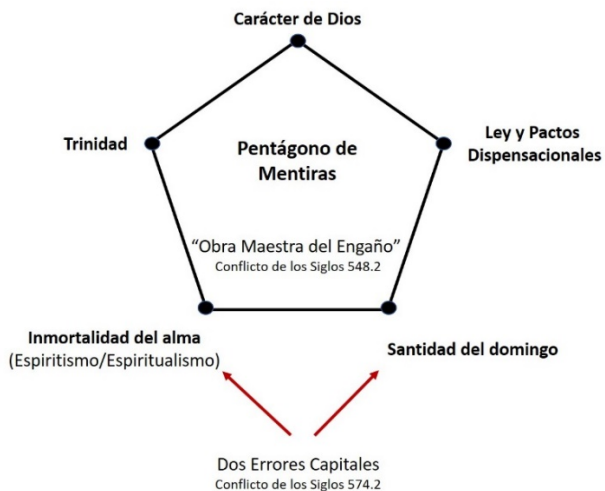 Carácter de Dios
Trinidad
Ley y Pactos
Dispensacionales
Pentágono de
Mentiras
“Obra Maestra del Engaño”
Conflicto de los Siglos 548.2
Inmortalidad del alma
(Espiritismo/Espiritualismo)
Santidad del domingo
Dos Errores Capitales
Conflicto de los Siglos 574.2